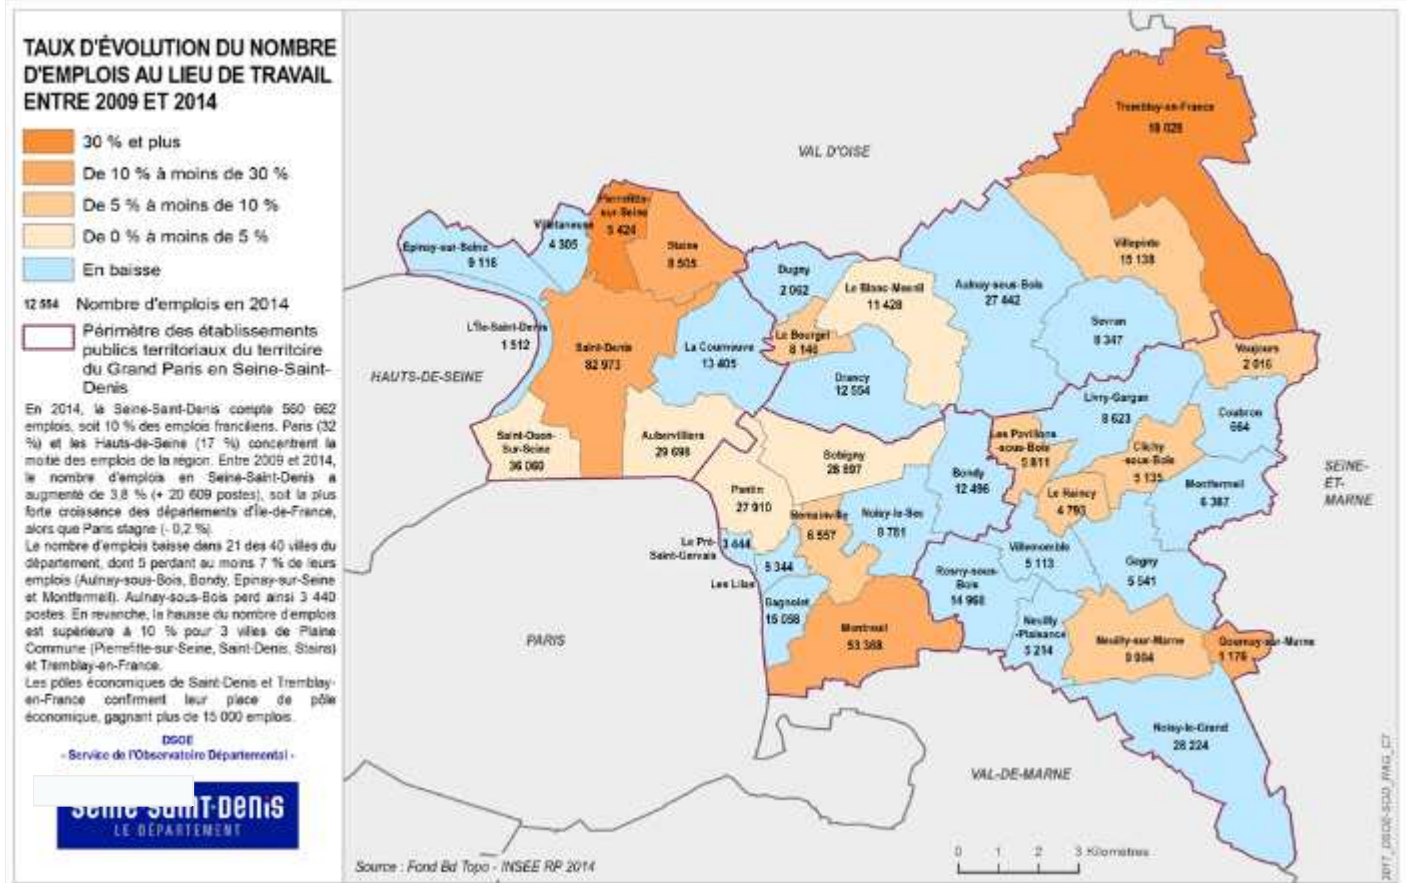 TAUX D'ÉVOLUTION DU NOMBRE
D'EMPLOIS AU LIEU DE TRAVAIL
ENTRE 2009 ET 2014
30 % et plus
De 10 % à moins de 30 %
De 5 % à moins de 10 %
De 0 % à moins de 5 %
En baisse
12 554 Nombre d'emplois en 2014
Périmètre des établissements
publics territoriaux du territoire
du Grand Paris en Seine-Saint-
Denis
En 2014, la Seine-Saint-Denis compte 560 662
emplois, soit 10 % des emplois franciliens. Paris (32
%) et les Hauts-de-Seine (17 %) concentrent la
moitié des emplois de la région. Entre 2009 et 2014,
le nombre d'emplois en Seine-Saint-Denis a
augmenté de 3,8 % (+ 20 609 postes), soit la plus
forte croissance des départements d'Île-de-France,
alors que Paris stagne (- 0,2 %).
Le nombre d'emplois baisse dans 21 des 40 villes du
département, dont 5 perdant au moins 7 % de leurs
emplois (Aulnay-sous-Bois, Bondy, Epinay-sur-Seine
et Montfermeil). Aulnay-sous-Bois perd ainsi 3 440
postes. En revanche, la hausse du nombre d'emplois
est supérieure à 10 % pour 3 villes de Plaine
Commune (Pierrefitte-sur-Seine, Saint-Denis, Stains)
et Tremblay-en-France.
Les pôles économiques de Saint-Denis et Tremblay-
en-France confirment leur place de pôle
économique, gagnant plus de 15 000 emplois.
DSOE
- Service de l'Observatoire Départemental -
seine-saint-denis
LE DÉPARTEMENT
VAL D'OISE
HAUTS-DE-SEINE
PARIS
VAL-DE-MARNE
SEINE-
ET-
MARNE
Tremblay-en-France
18 028
Villepinte
15 138
Pierrefitte-
sur-Seine
5 424
Villetaneuse
4 305
Stains
8 505
Épinay-sur-Seine
9 116
Dugny
2 062
Le Blanc-Mesnil
11 428
Aulnay-sous-Bois
27 442
Sevran
8 347
Vaujours
2 016
L'Île-Saint-Denis
1 512
Saint-Denis
82 973
La Courneuve
13 405
Le Bourget
8 146
Drancy
12 554
Livry-Gargan
8 623
Coubron
664
Saint-Ouen-
Sur-Seine
36 060
Aubervilliers
29 698
Bobigny
28 897
Bondy
12 496
Les Pavillons
-sous-Bois
5 811
Clichy
-sous-Bois
5 135
Montfermeil
6 387
Le Raincy
4 793
Pantin
27 910
Romainville
6 557
Noisy-le-Sec
9 781
Le Pré-
Saint-Gervais
3 444
Les Lilas
5 344
Villemomble
5 113
Gagny
5 541
Rosny-sous-
Bois
14 968
Bagnolet
15 058
Montreuil
53 368
Neuilly
-Plaisance
5 214
Neuilly-sur-Marne
9 904
Gournay-sur-Marne
1 176
Noisy-le-Grand
28 224
0 1 2 3 Kilomètres
Source : Fond Bd Topo - INSEE RP 2014